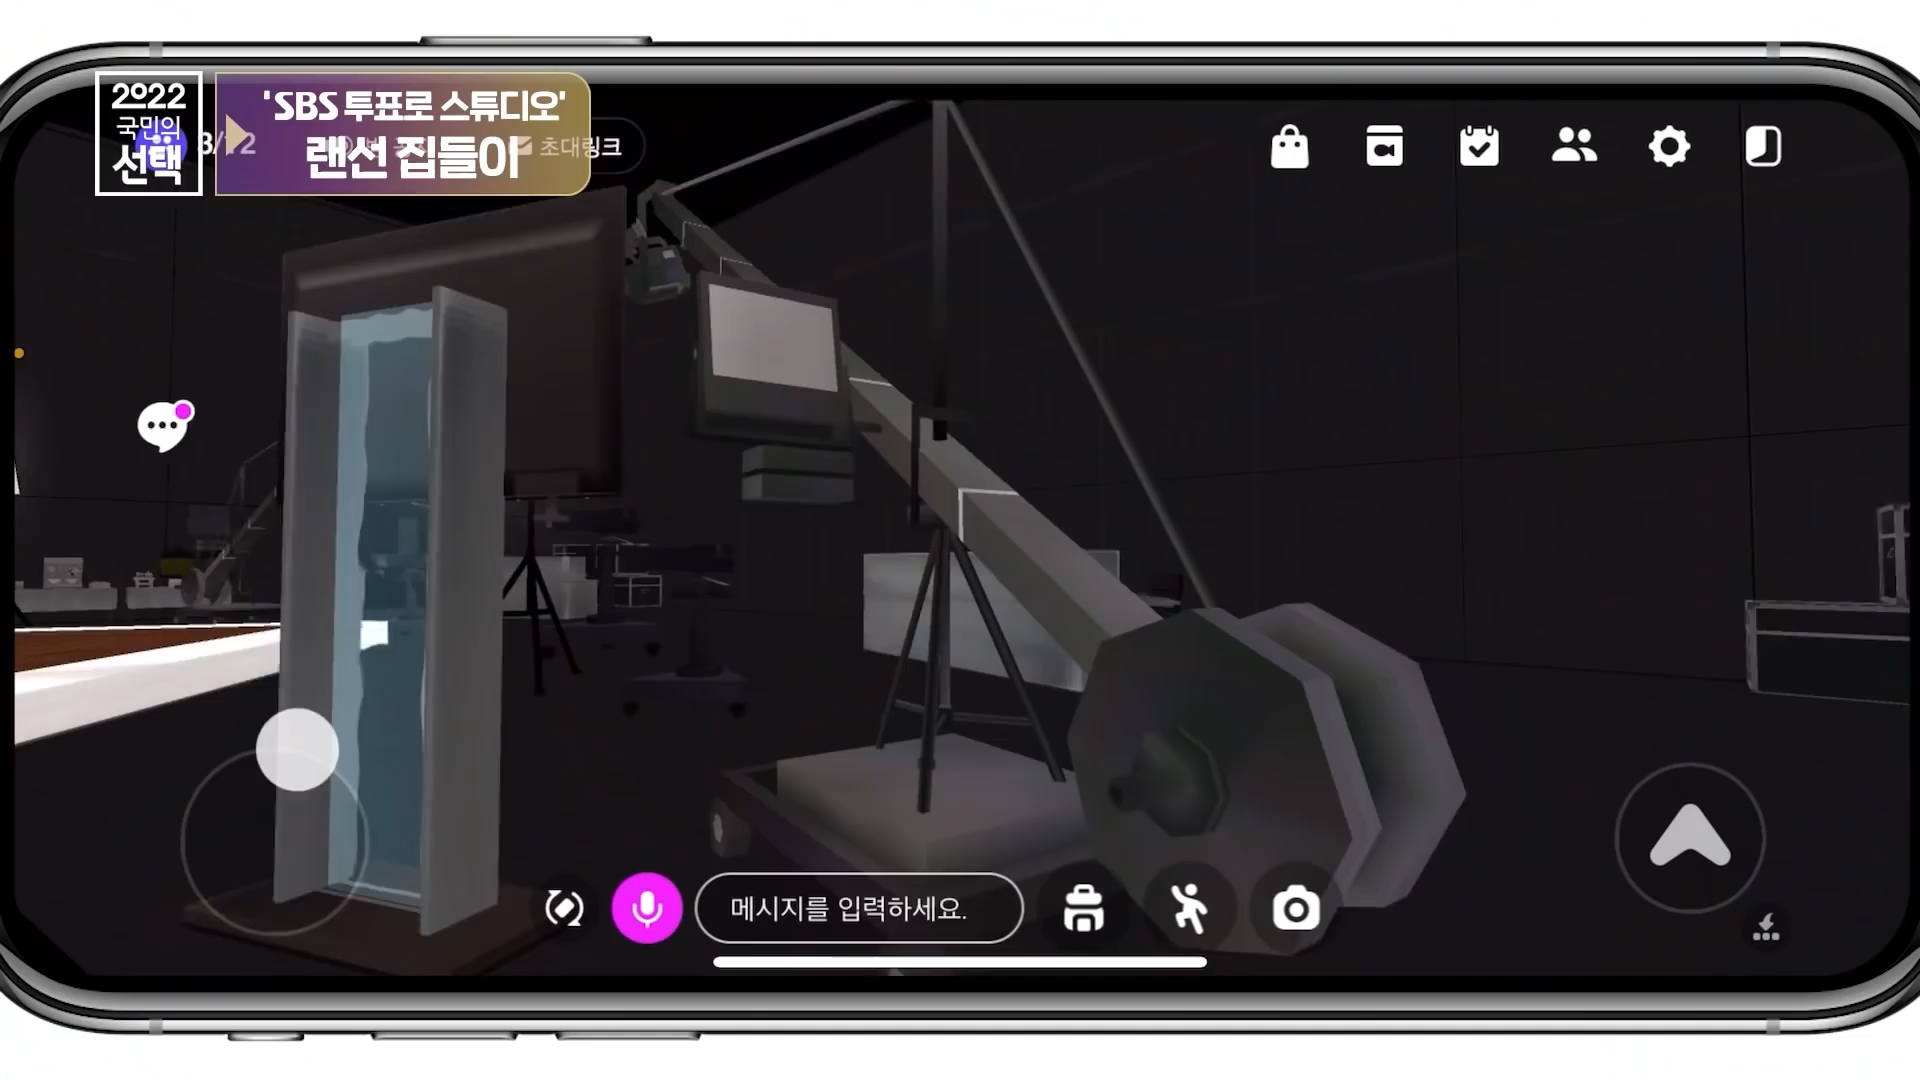 2022
국민의
선택
'SBS 투표로 스튜디오'
랜선 집들이
초대링크
메시지를 입력하세요.